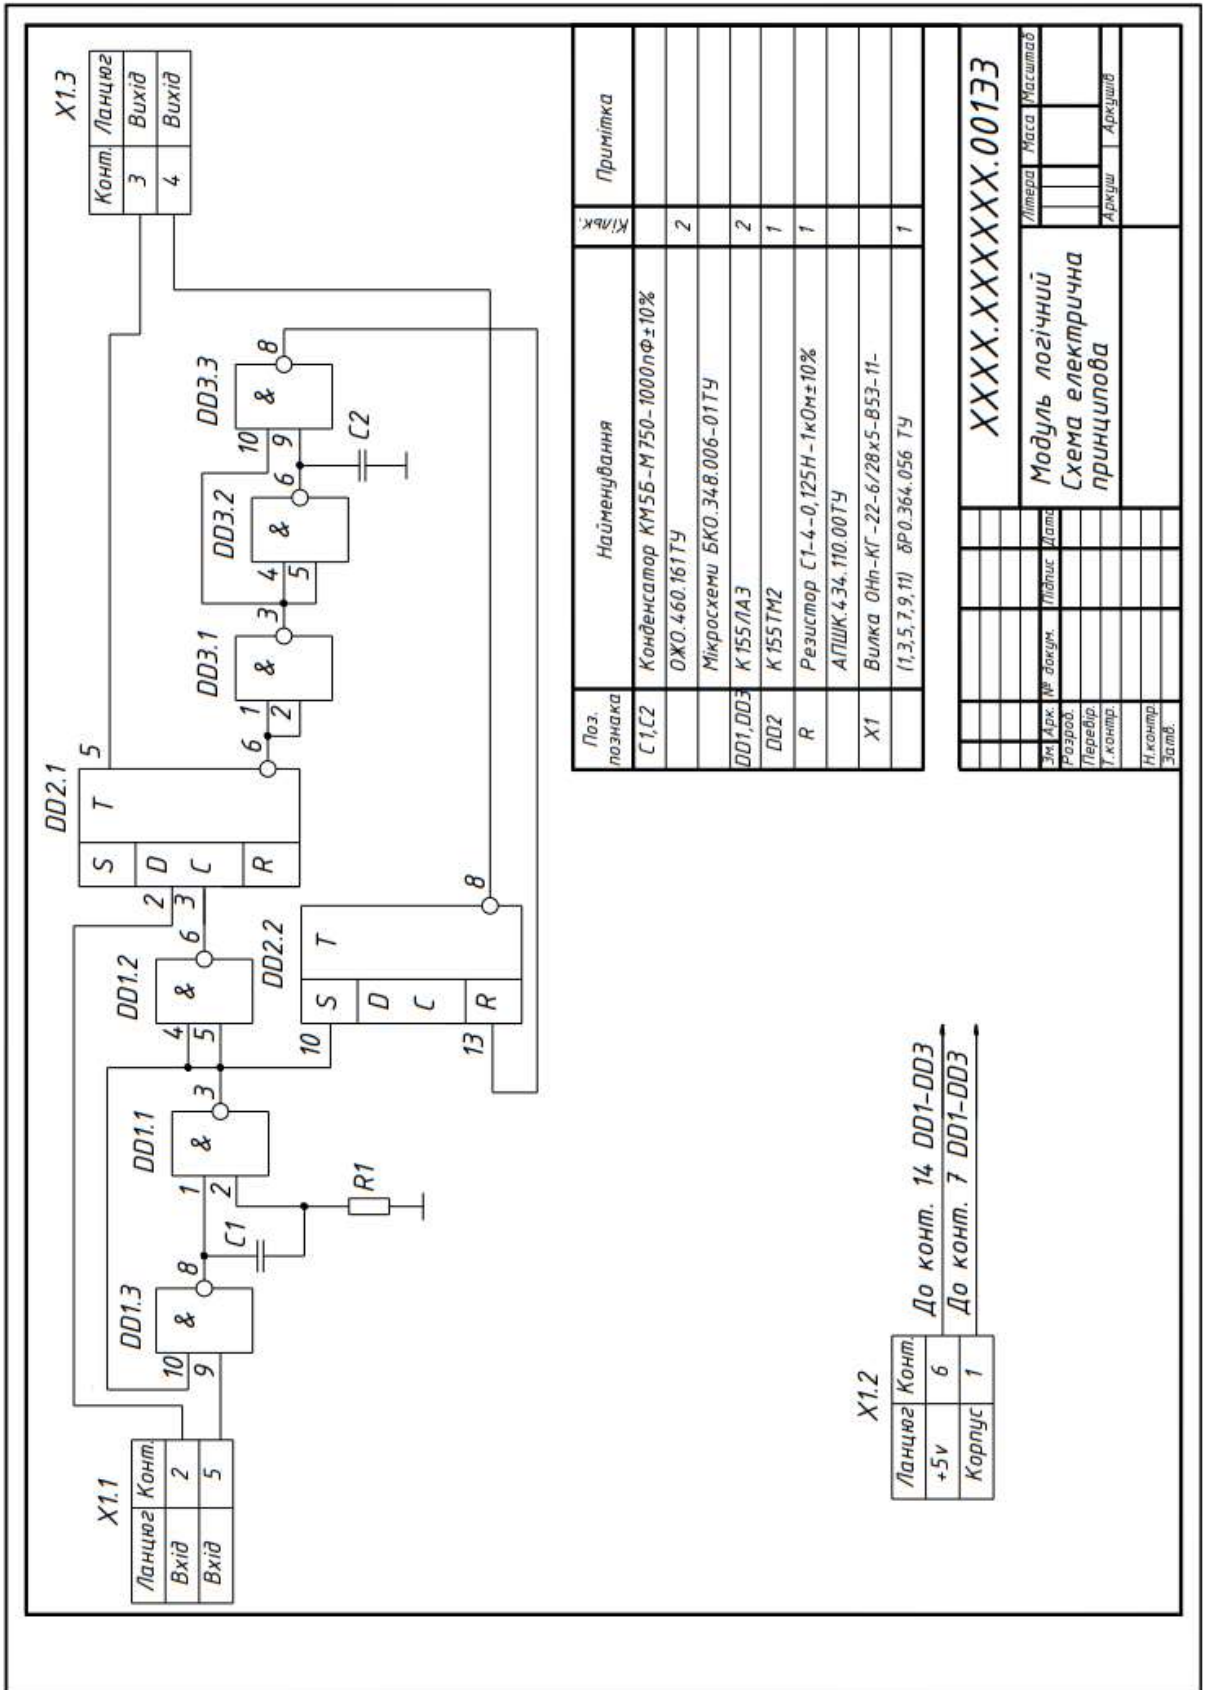 X1.1
Ланцюг Конт.
Вхід 2
Вхід 5
DD1.3
10
9
&
8
C1
R1
DD1.1
1
2
&
3
DD1.2
4
5
&
6
DD2.2
10
13
S
D
C
R
T
8
DD2.1
2
3
S
D
C
R
T
5
6
DD3.1
1
2
&
3
DD3.2
4
5
&
6
C2
DD3.3
10
9
&
8
X1.3
Конт. Ланцюг
3 Вихід
4 Вихід
X1.2
Ланцюг Конт.
+5v 6
Корпус 1
До конт. 14 DD1-DD3
До конт. 7 DD1-DD3
Поз. познака Найменування Кільк. Примітка
C1,C2 Конденсатор КМ5Б-М750-1000пФ±10%
ОЖО.460.161ТУ 2
Мікросхеми БКО.348.006-01ТУ
DD1,DD3 К155ЛА3 2
DD2 К155ТМ2 1
R Резистор С1-4-0,125Н-1кОм±10% 1
АПШК.434.110.00ТУ
X1 Вилка ОНп-КГ-22-6/28х5-В53-11-
(1,3,5,7,9,11) бР0.364.056 ТУ 1
XXXX.XXXXXX.001Э3
Модуль логічний
Схема електрична
принципова
Літера Маса Масштаб
Аркуш Аркушів
Зм. Арк. № докум. Підпис Дата
Розроб.
Перевір.
Т.контр.
Н.контр.
Затв.